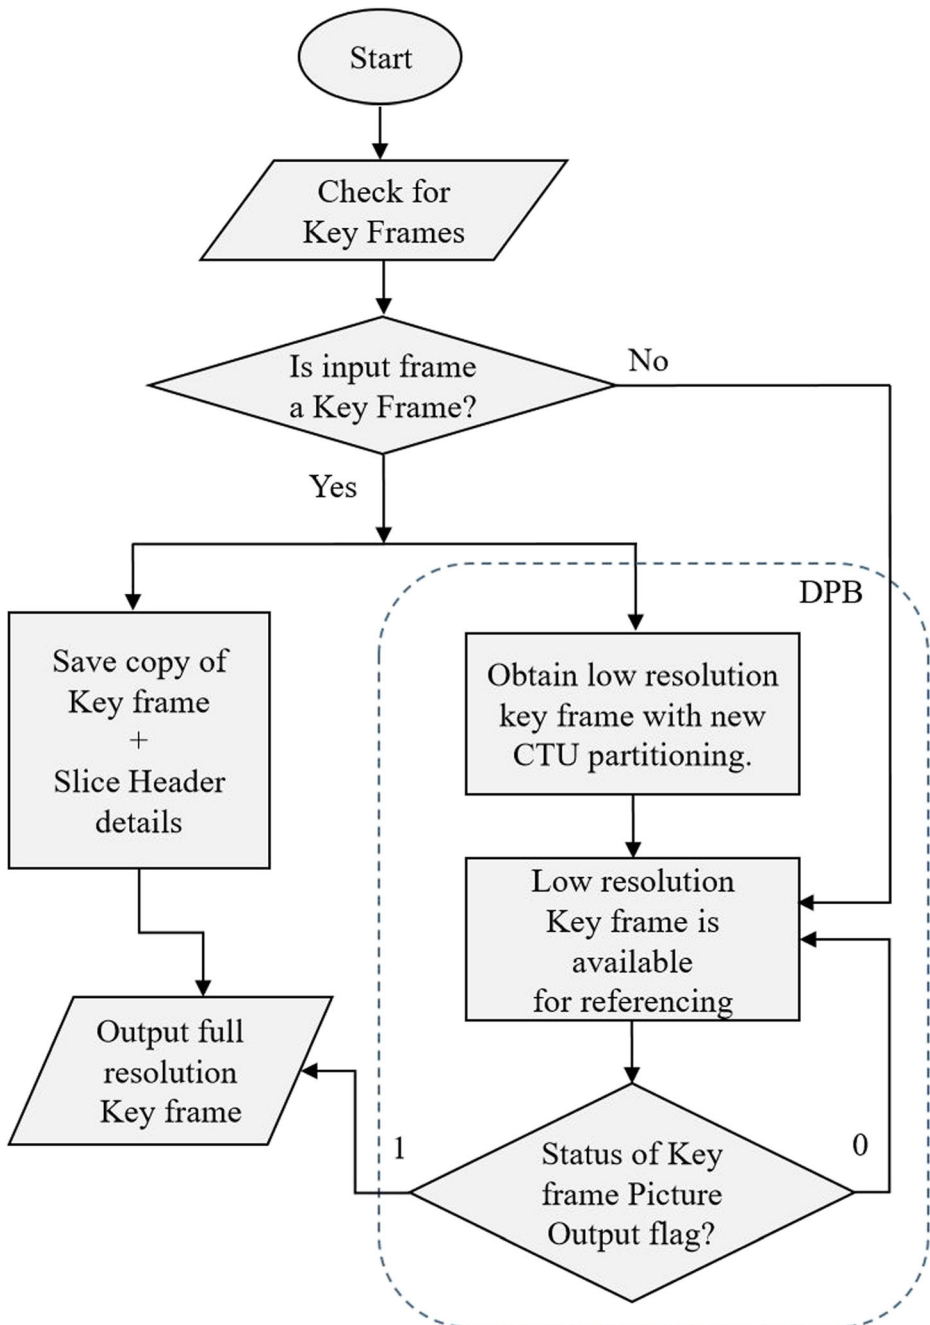 Start
Check for
Key Frames
Is input frame
a Key Frame?
No
Yes
DPB
Save copy of
Key frame
+
Slice Header
details
Obtain low resolution
key frame with new
CTU partitioning.
Low resolution
Key frame is
available
for referencing
Output full
resolution
Key frame
1
Status of Key
frame Picture
Output flag?
0